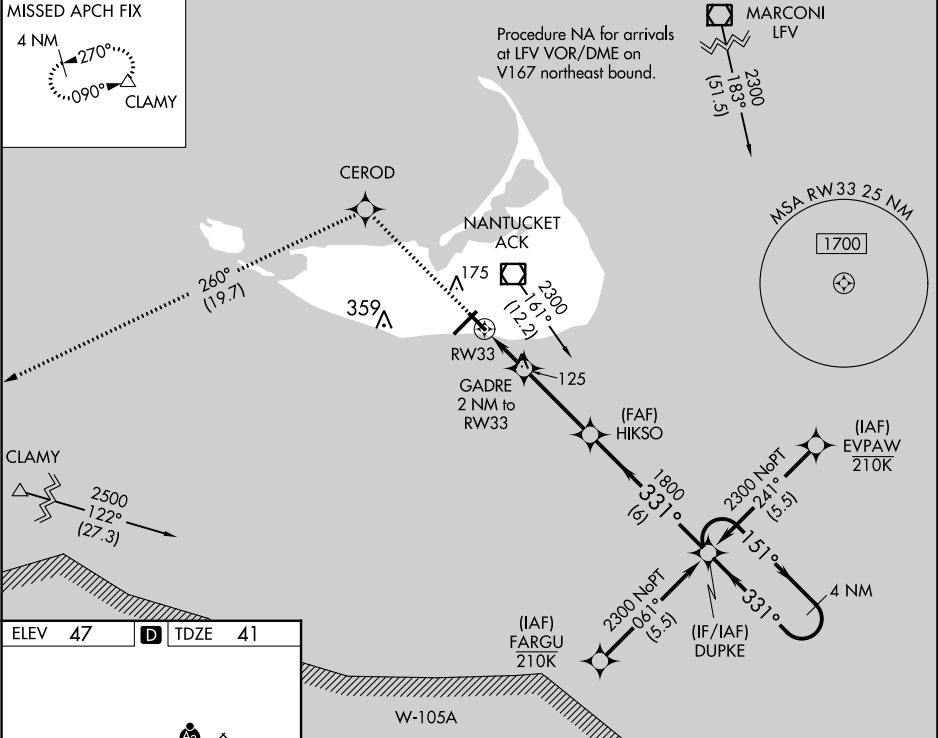 MISSED APCH FIX
4 NM
270°
090°
CLAMY
Procedure NA for arrivals
at LFV VOR/DME on
V167 northeast bound.
MARCONI
LFV
2300
183°
(51.5)
CEROD
NANTUCKET
ACK
MSA RW33 25 NM
1700
260°
(19.7)
175
359
2300
161°
(12.2)
RW33
GADRE
2 NM to
RW33
125
(FAF)
HIKSO
(IAF)
EVPAW
210K
CLAMY
2500
122°
(27.3)
1800
331°
(6)
2300 NoPT
241°
(5.5)
151°
4 NM
331°
2300 NoPT
061°
(5.5)
(IF/IAF)
DUPKE
(IAF)
FARGU
210K
ELEV 47 D TDZE 41
W-105A